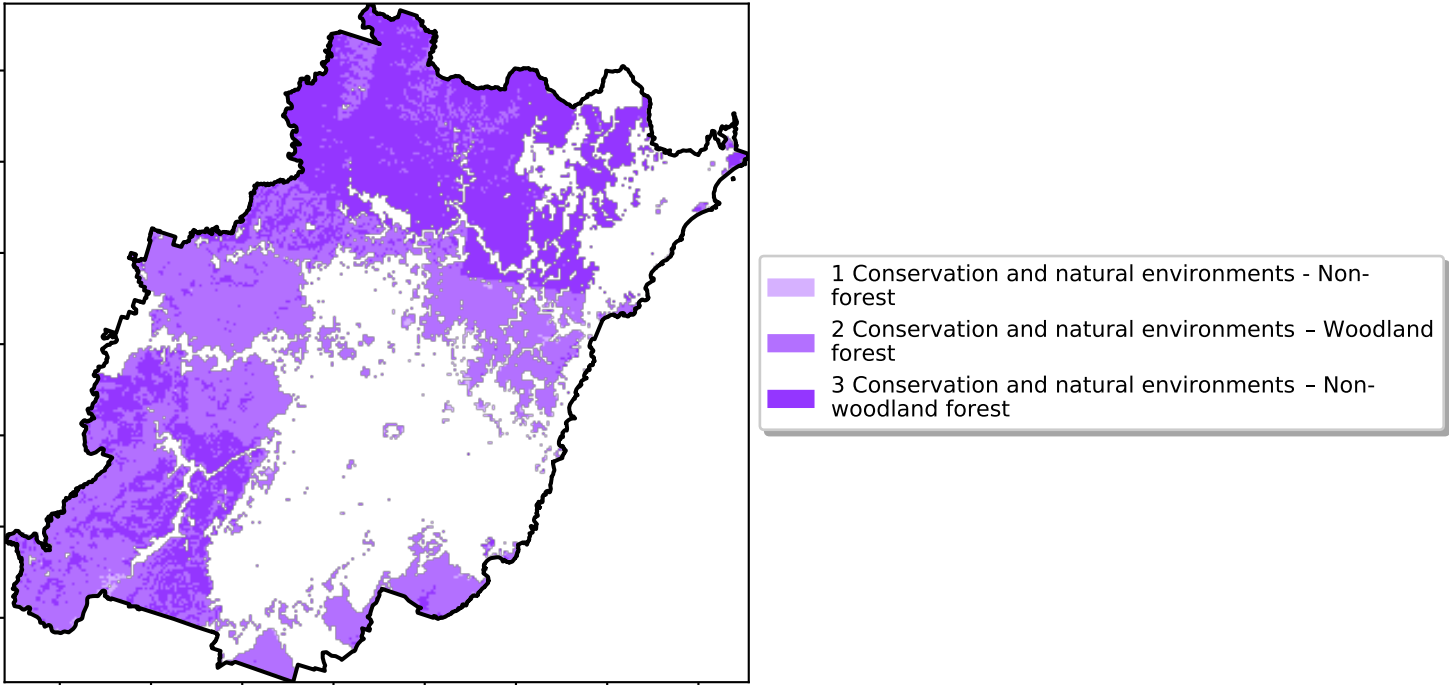 1 Conservation and natural environments - Non-
forest
2 Conservation and natural environments – Woodland
forest
3 Conservation and natural environments – Non-
woodland forest